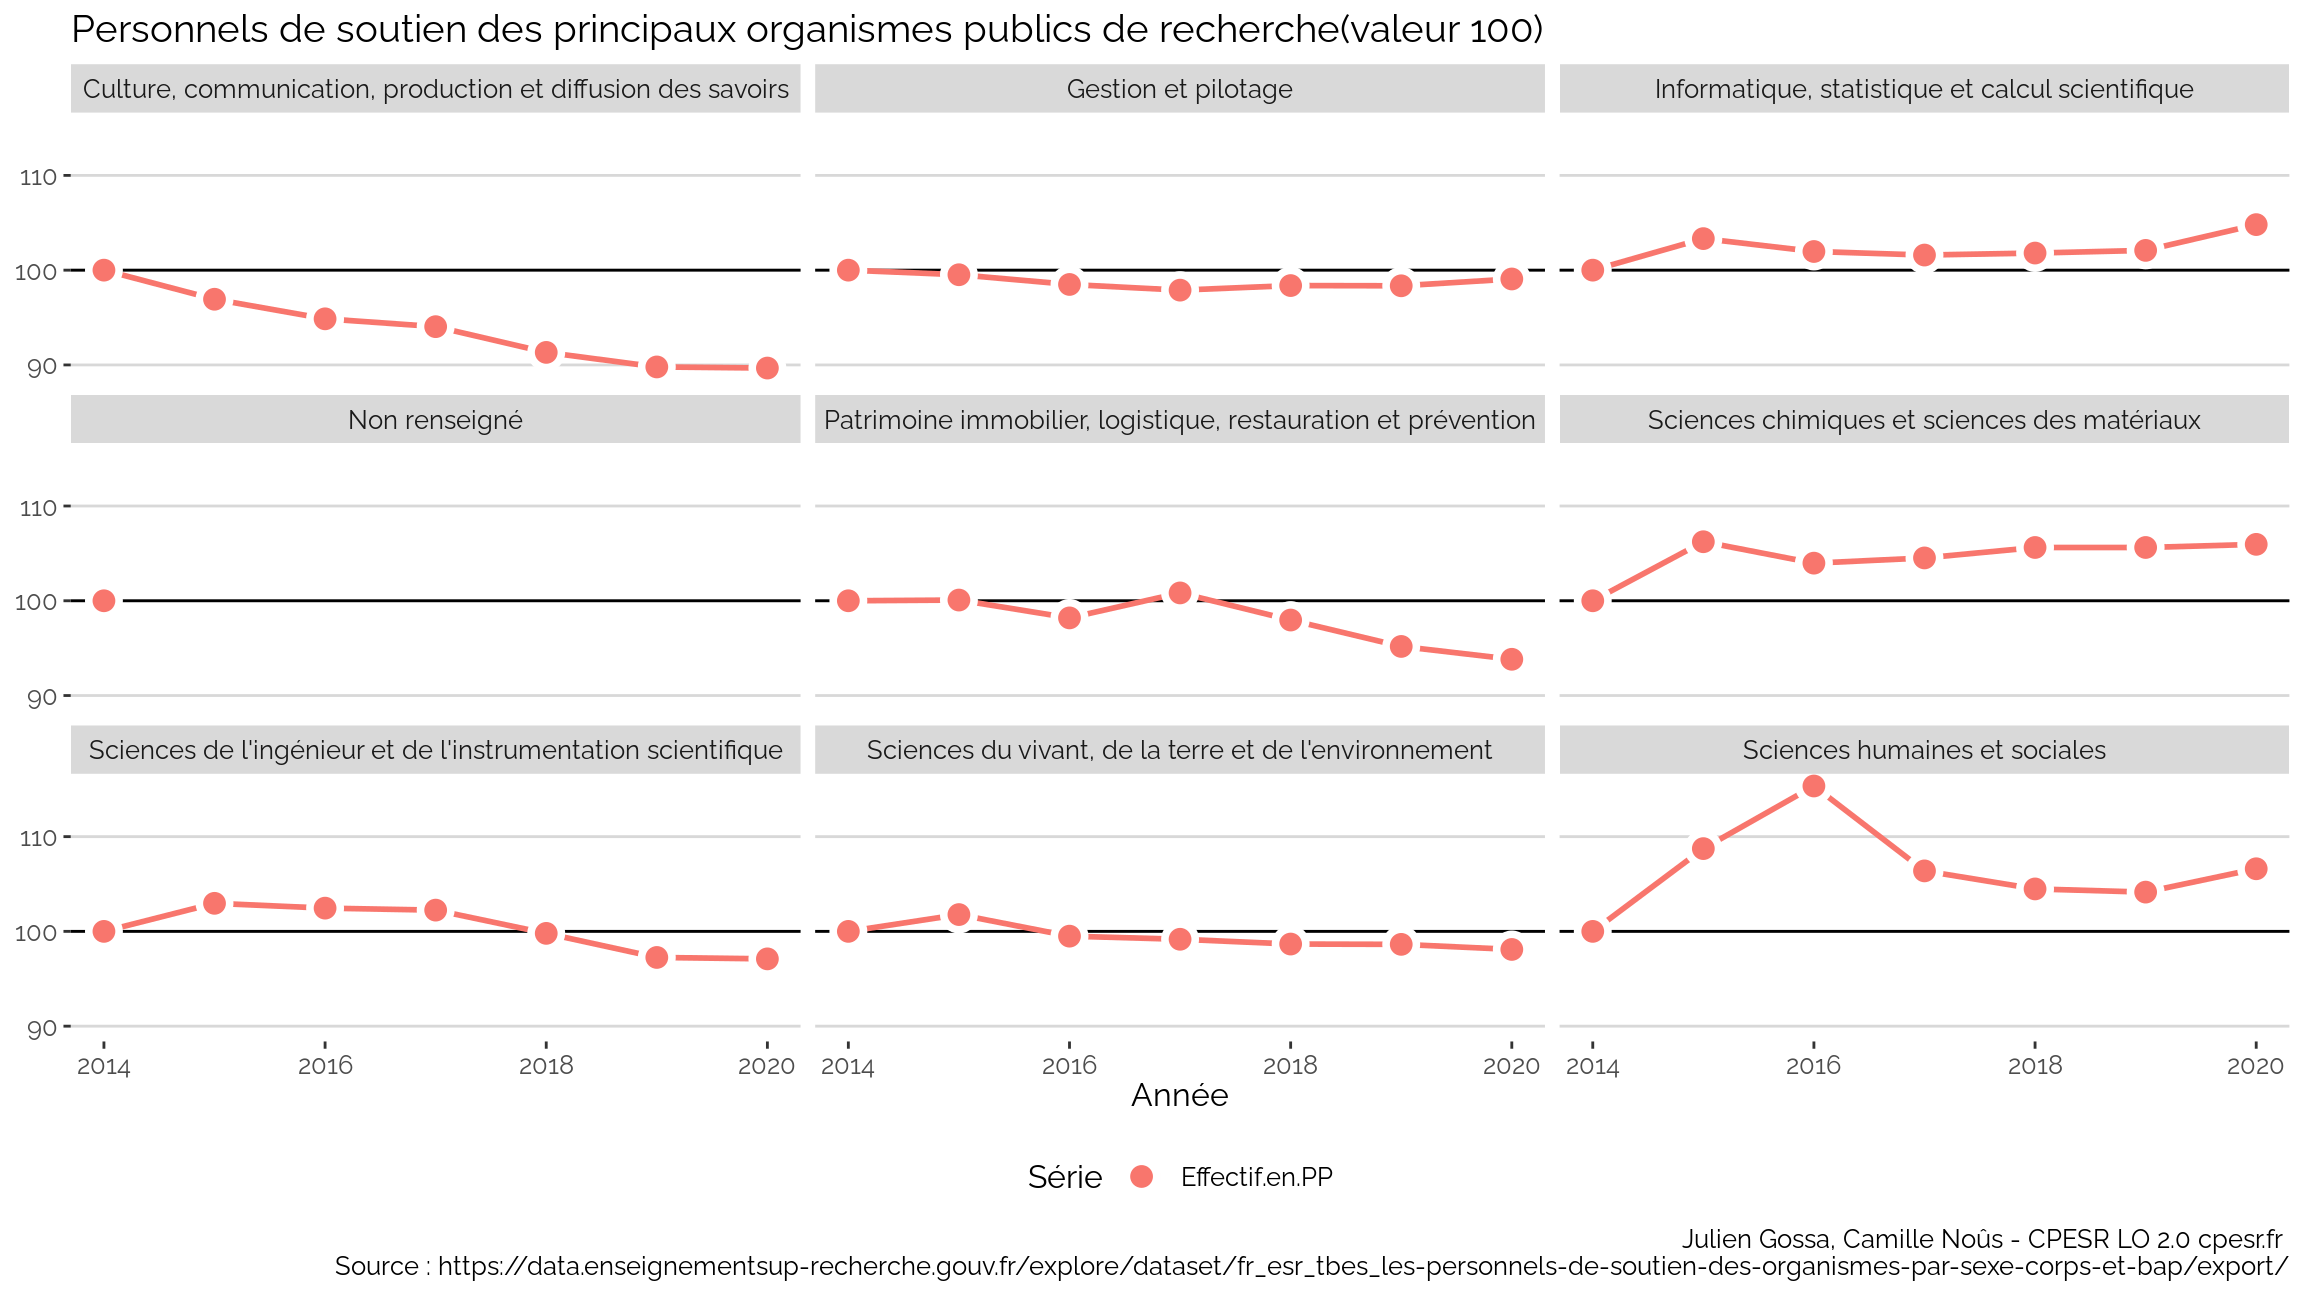 Personnels de soutien des principaux organismes publics de recherche(valeur 100)
Culture, communication, production et diffusion des savoirs
Gestion et pilotage
Informatique, statistique et calcul scientifique
110
100
90
Non renseigné
Patrimoine immobilier, logistique, restauration et prévention
Sciences chimiques et sciences des matériaux
110
100
90
Sciences de l'ingénieur et de l'instrumentation scientifique
Sciences du vivant, de la terre et de l'environnement
Sciences humaines et sociales
110
100
90
2014 2016 2018 2020
2014 2016 2018 2020
2014 2016 2018 2020
Année
Série Effectif.en.PP
Julien Gossa, Camille Noûs - CPESR LO 2.0 cpesr.fr
Source : https://data.enseignementsup-recherche.gouv.fr/explore/dataset/fr_esr_tbes_les-personnels-de-soutien-des-organismes-par-sexe-corps-et-bap/export/